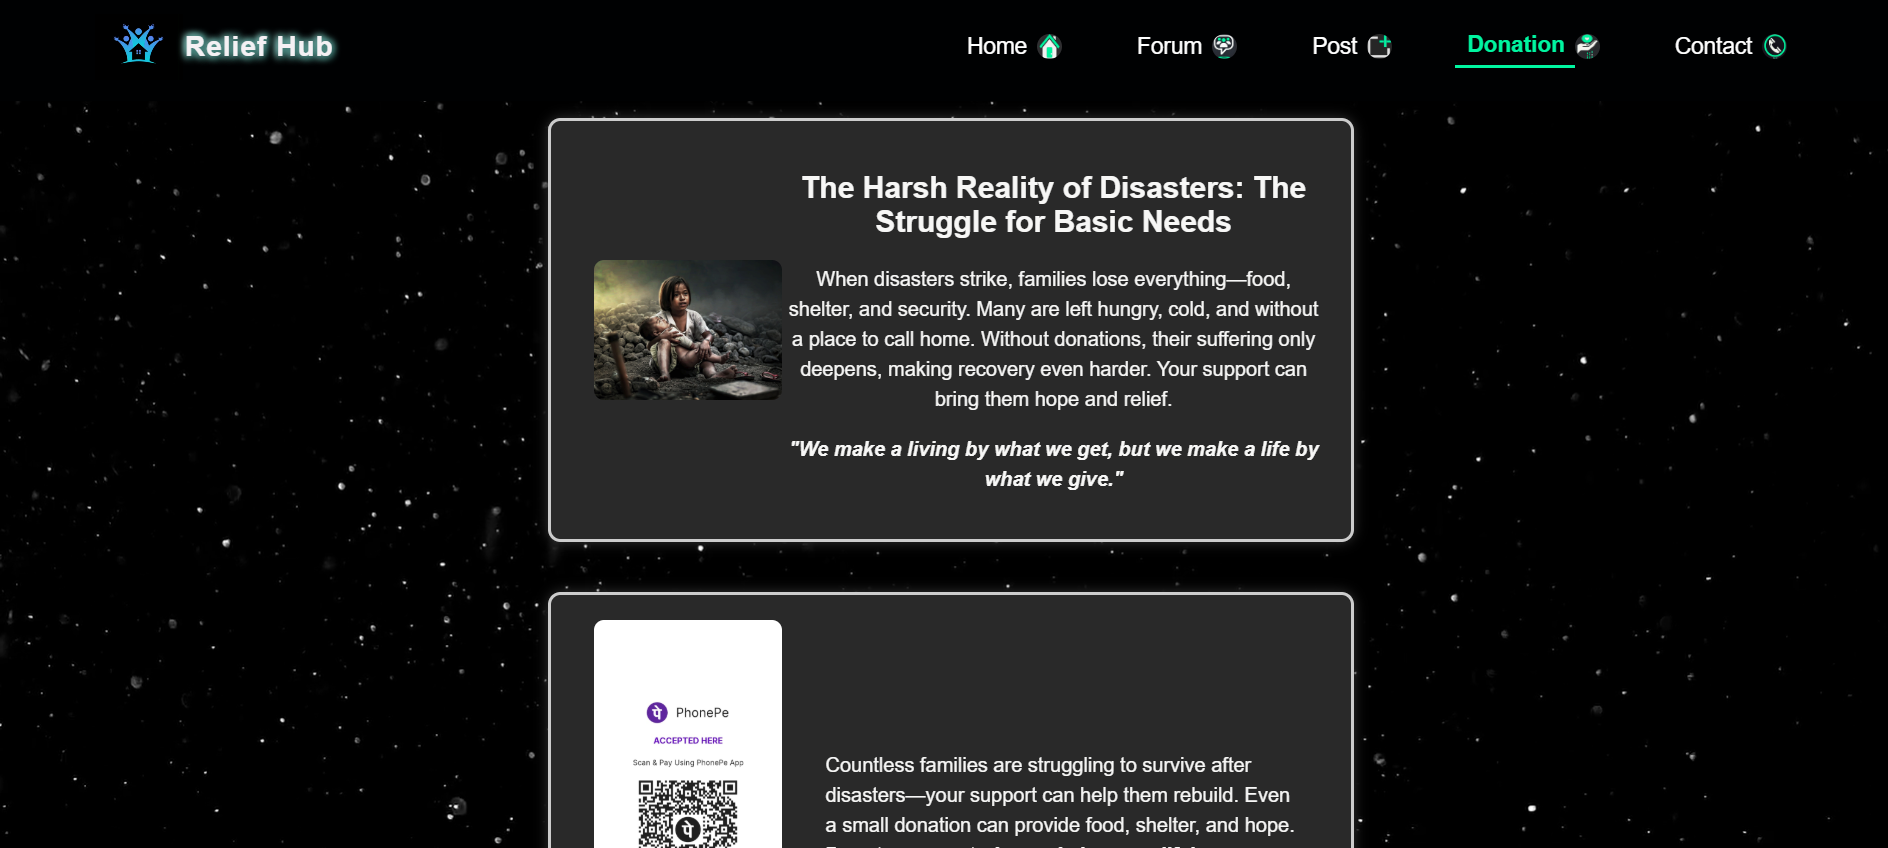 Relief Hub
Home
Forum
Post
Donation
Contact
The Harsh Reality of Disasters: The
Struggle for Basic Needs
When disasters strike, families lose everything—food,
shelter, and security. Many are left hungry, cold, and without
a place to call home. Without donations, their suffering only
deepens, making recovery even harder. Your support can
bring them hope and relief.
"We make a living by what we get, but we make a life by
what we give."
पे PhonePe
ACCEPTED HERE
Scan & Pay Using PhonePe App
पे
Countless families are struggling to survive after
disasters—your support can help them rebuild. Even
a small donation can provide food, shelter, and hope.